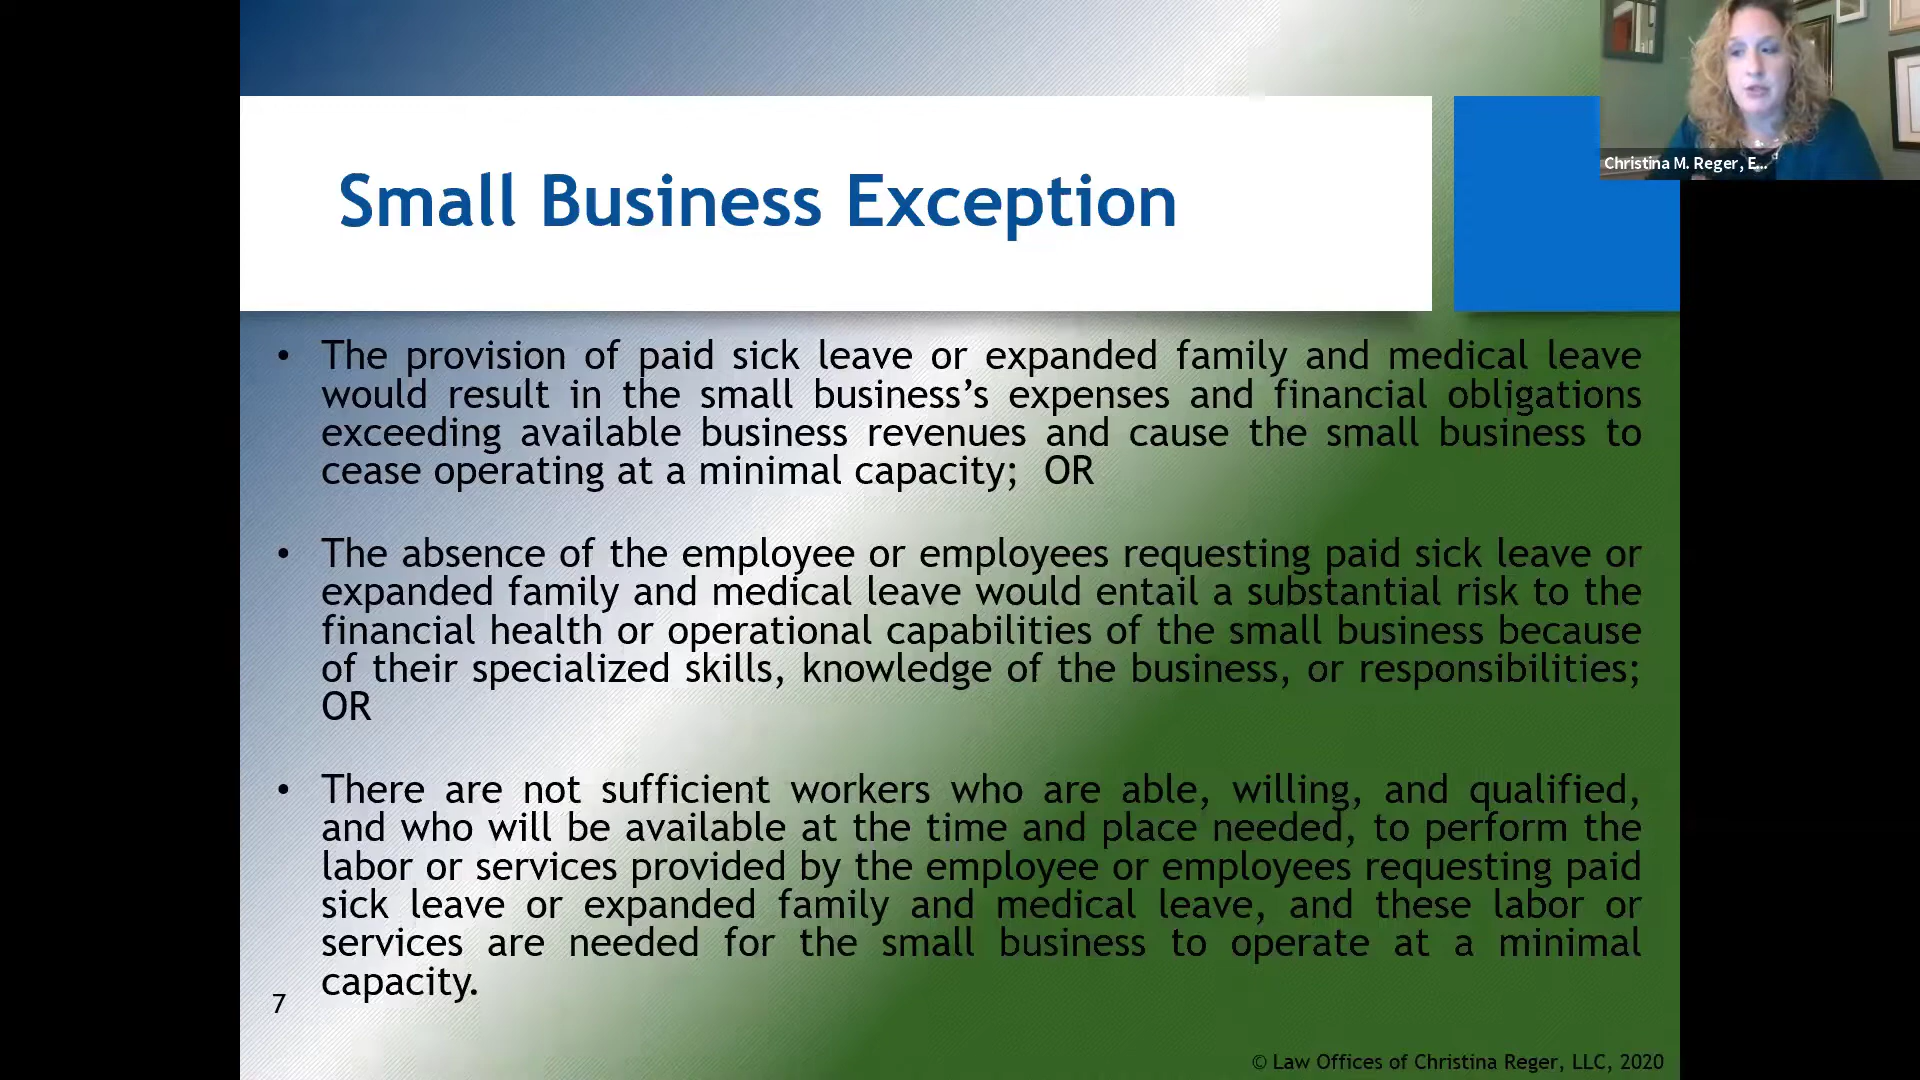 Christina M. Reger, E...
Small Business Exception
• The provision of paid sick leave or expanded family and medical leave
would result in the small business’s expenses and financial obligations
exceeding available business revenues and cause the small business to
cease operating at a minimal capacity; OR
• The absence of the employee or employees requesting paid sick leave or
expanded family and medical leave would entail a substantial risk to the
financial health or operational capabilities of the small business because
of their specialized skills, knowledge of the business, or responsibilities;
OR
• There are not sufficient workers who are able, willing, and qualified,
and who will be available at the time and place needed, to perform the
labor or services provided by the employee or employees requesting paid
sick leave or expanded family and medical leave, and these labor or
services are needed for the small business to operate at a minimal
capacity.
7
© Law Offices of Christina Reger, LLC, 2020